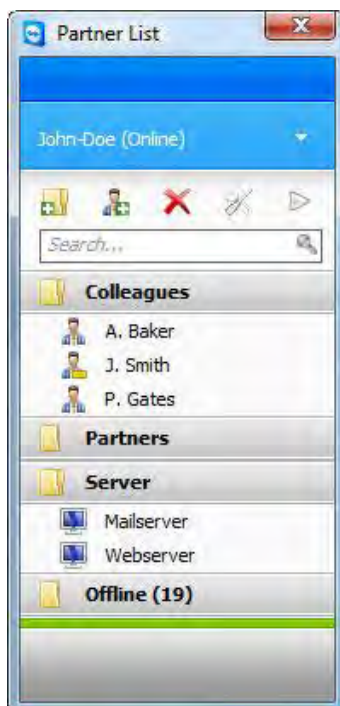 Partner List
John-Doe (Online)
Search...
Colleagues
A. Baker
J. Smith
P. Gates
Partners
Server
Mailserver
Webserver
Offline (19)